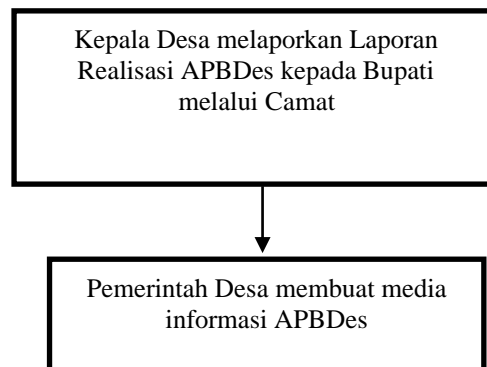 Kepala Desa melaporkan Laporan
Realisasi APBDes kepada Bupati
melalui Camat
Pemerintah Desa membuat media
informasi APBDes